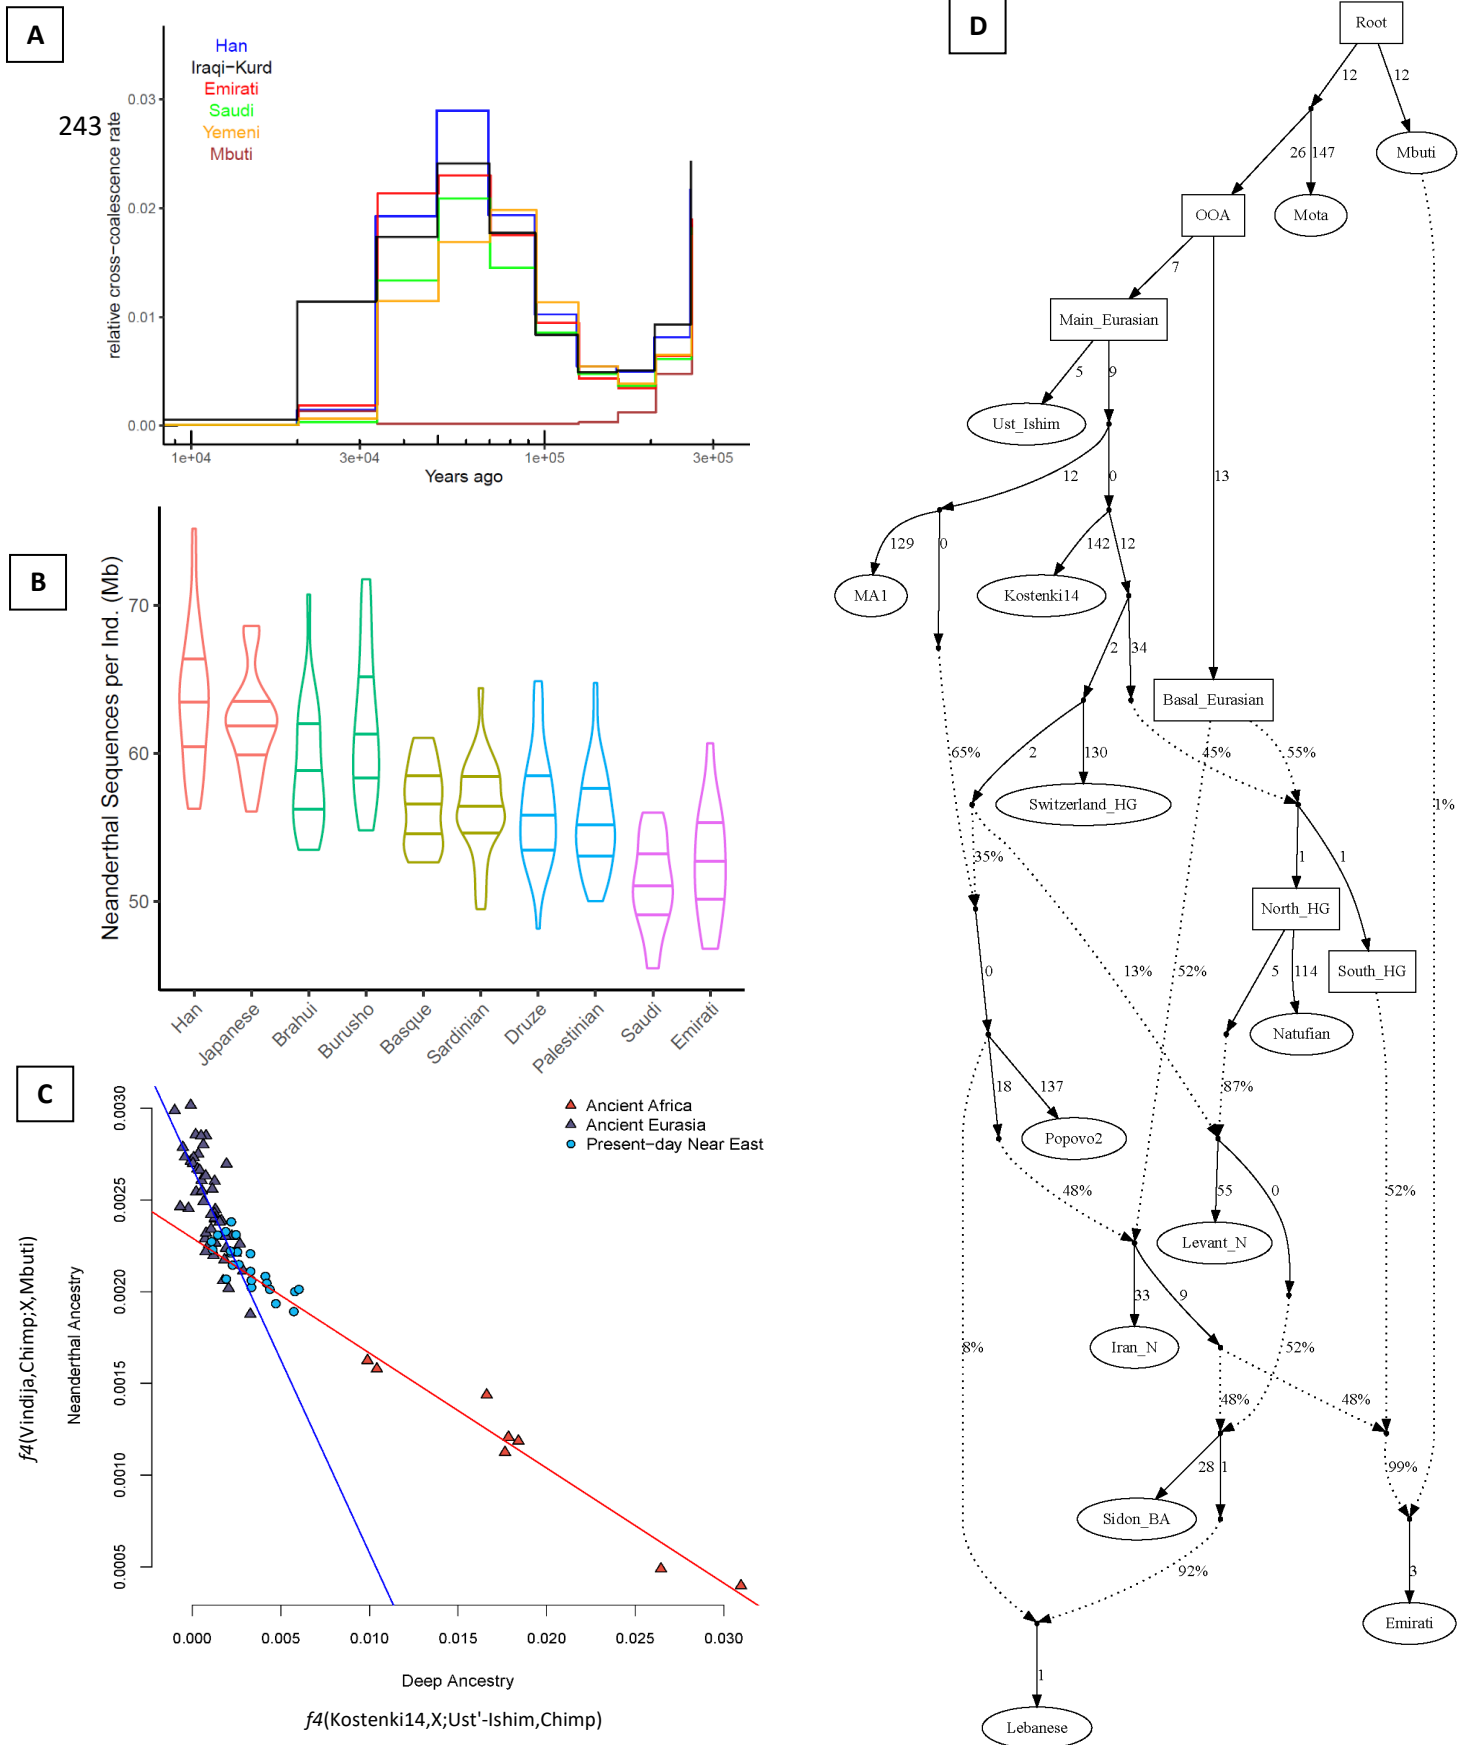 A
243
Han
Iraqi−Kurd
Emirati
Saudi
Yemeni
Mbuti
relative cross−coalescence rate
0.03
0.02
0.01
0.00
1e+04
3e+04
1e+05
3e+05
Years ago
B
Neanderthal Sequences per Ind. (Mb)
70
60
50
Han
Japanese
Brahui
Burusho
Basque
Sardinian
Druze
Palestinian
Saudi
Emirati
C
Ancient Africa
Ancient Eurasia
Present−day Near East
f4(Vindija,Chimp;X,Mbuti)
Neanderthal Ancestry
0.0030
0.0025
0.0020
0.0015
0.0010
0.0005
0.000
0.005
0.010
0.015
0.020
0.025
0.030
Deep Ancestry
f4(Kostenki14,X;Ust'-Ishim,Chimp)
D
Root
12
12
Mbuti
26
147
OOA
Mota
7
Main_Eurasian
5
9
Ust_Ishim
12
0
13
129
0
142
12
MA1
Kostenki14
2
34
Basal_Eurasian
65%
2
130
45%
55%
Switzerland_HG
1%
35%
1
1
North_HG
0
13%
52%
5
114
South_HG
Natufian
18
137
87%
Popovo2
48%
55
0
52%
Levant_N
33
9
8%
Iran_N
52%
48%
48%
28
1
99%
Sidon_BA
92%
3
Emirati
1
Lebanese